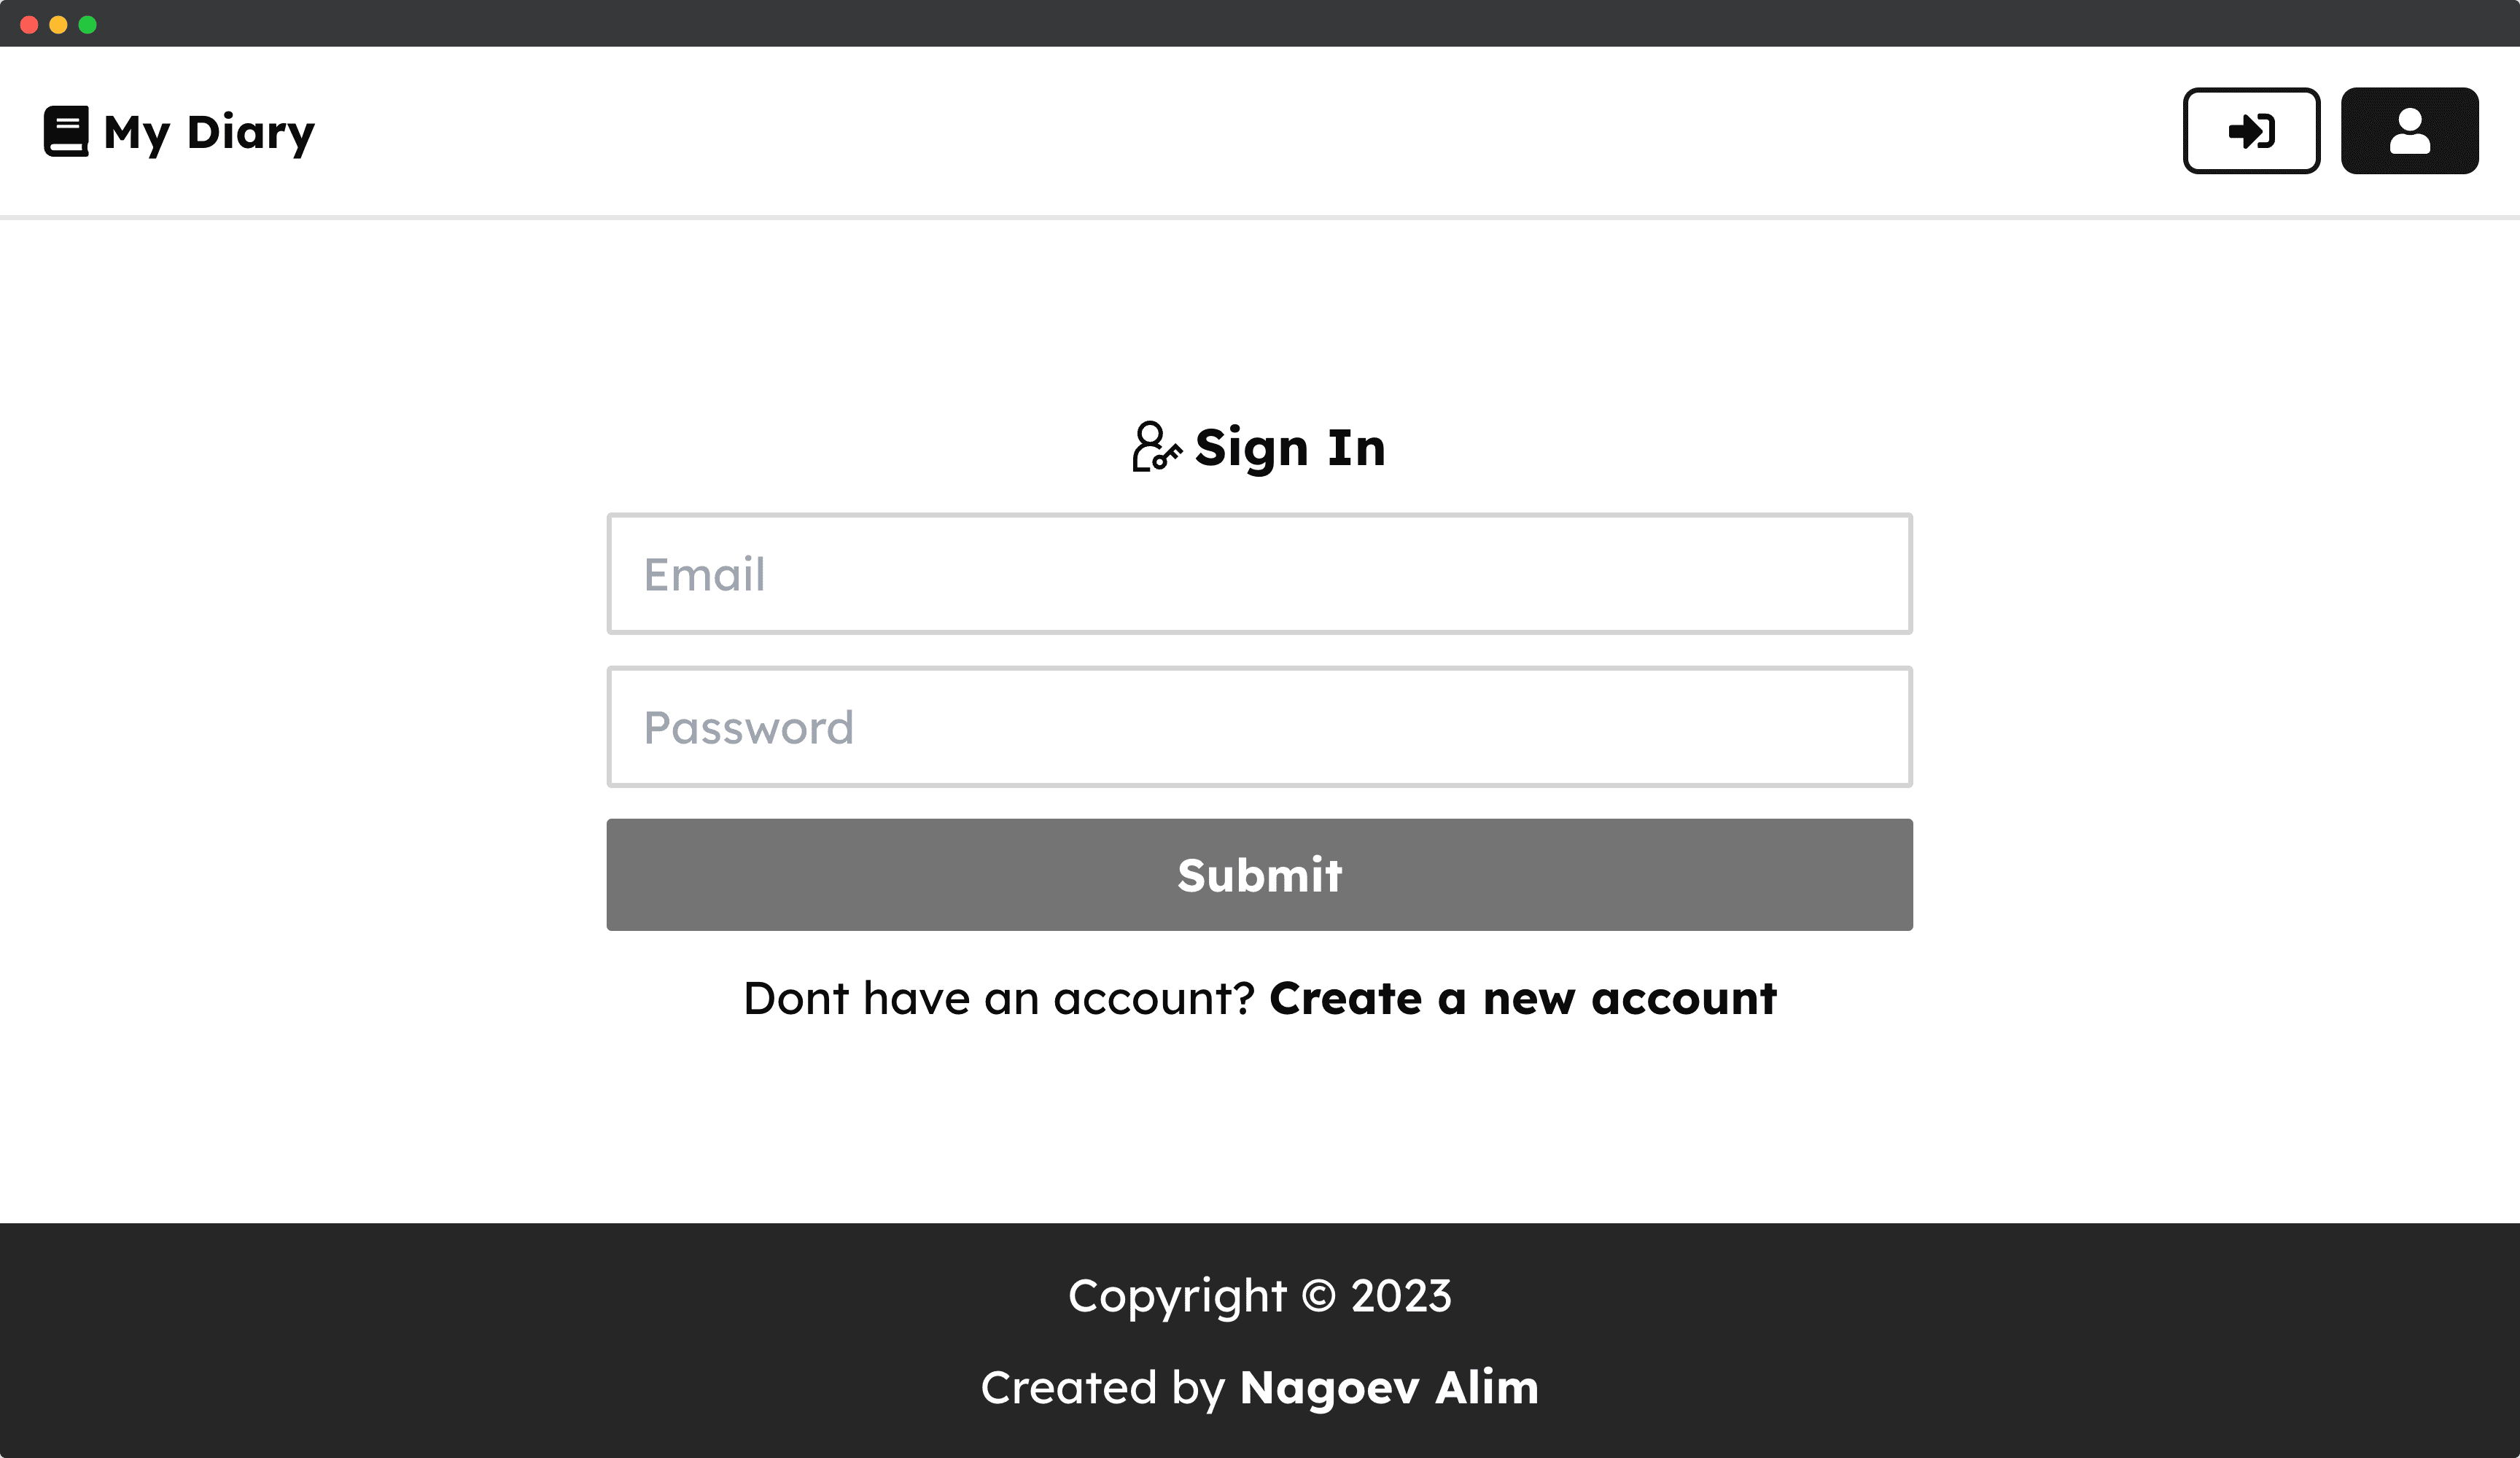 My Diary
Sign In
Email
Password
Submit
Dont have an account? Create a new account
Copyright © 2023
Created by Nagoev Alim